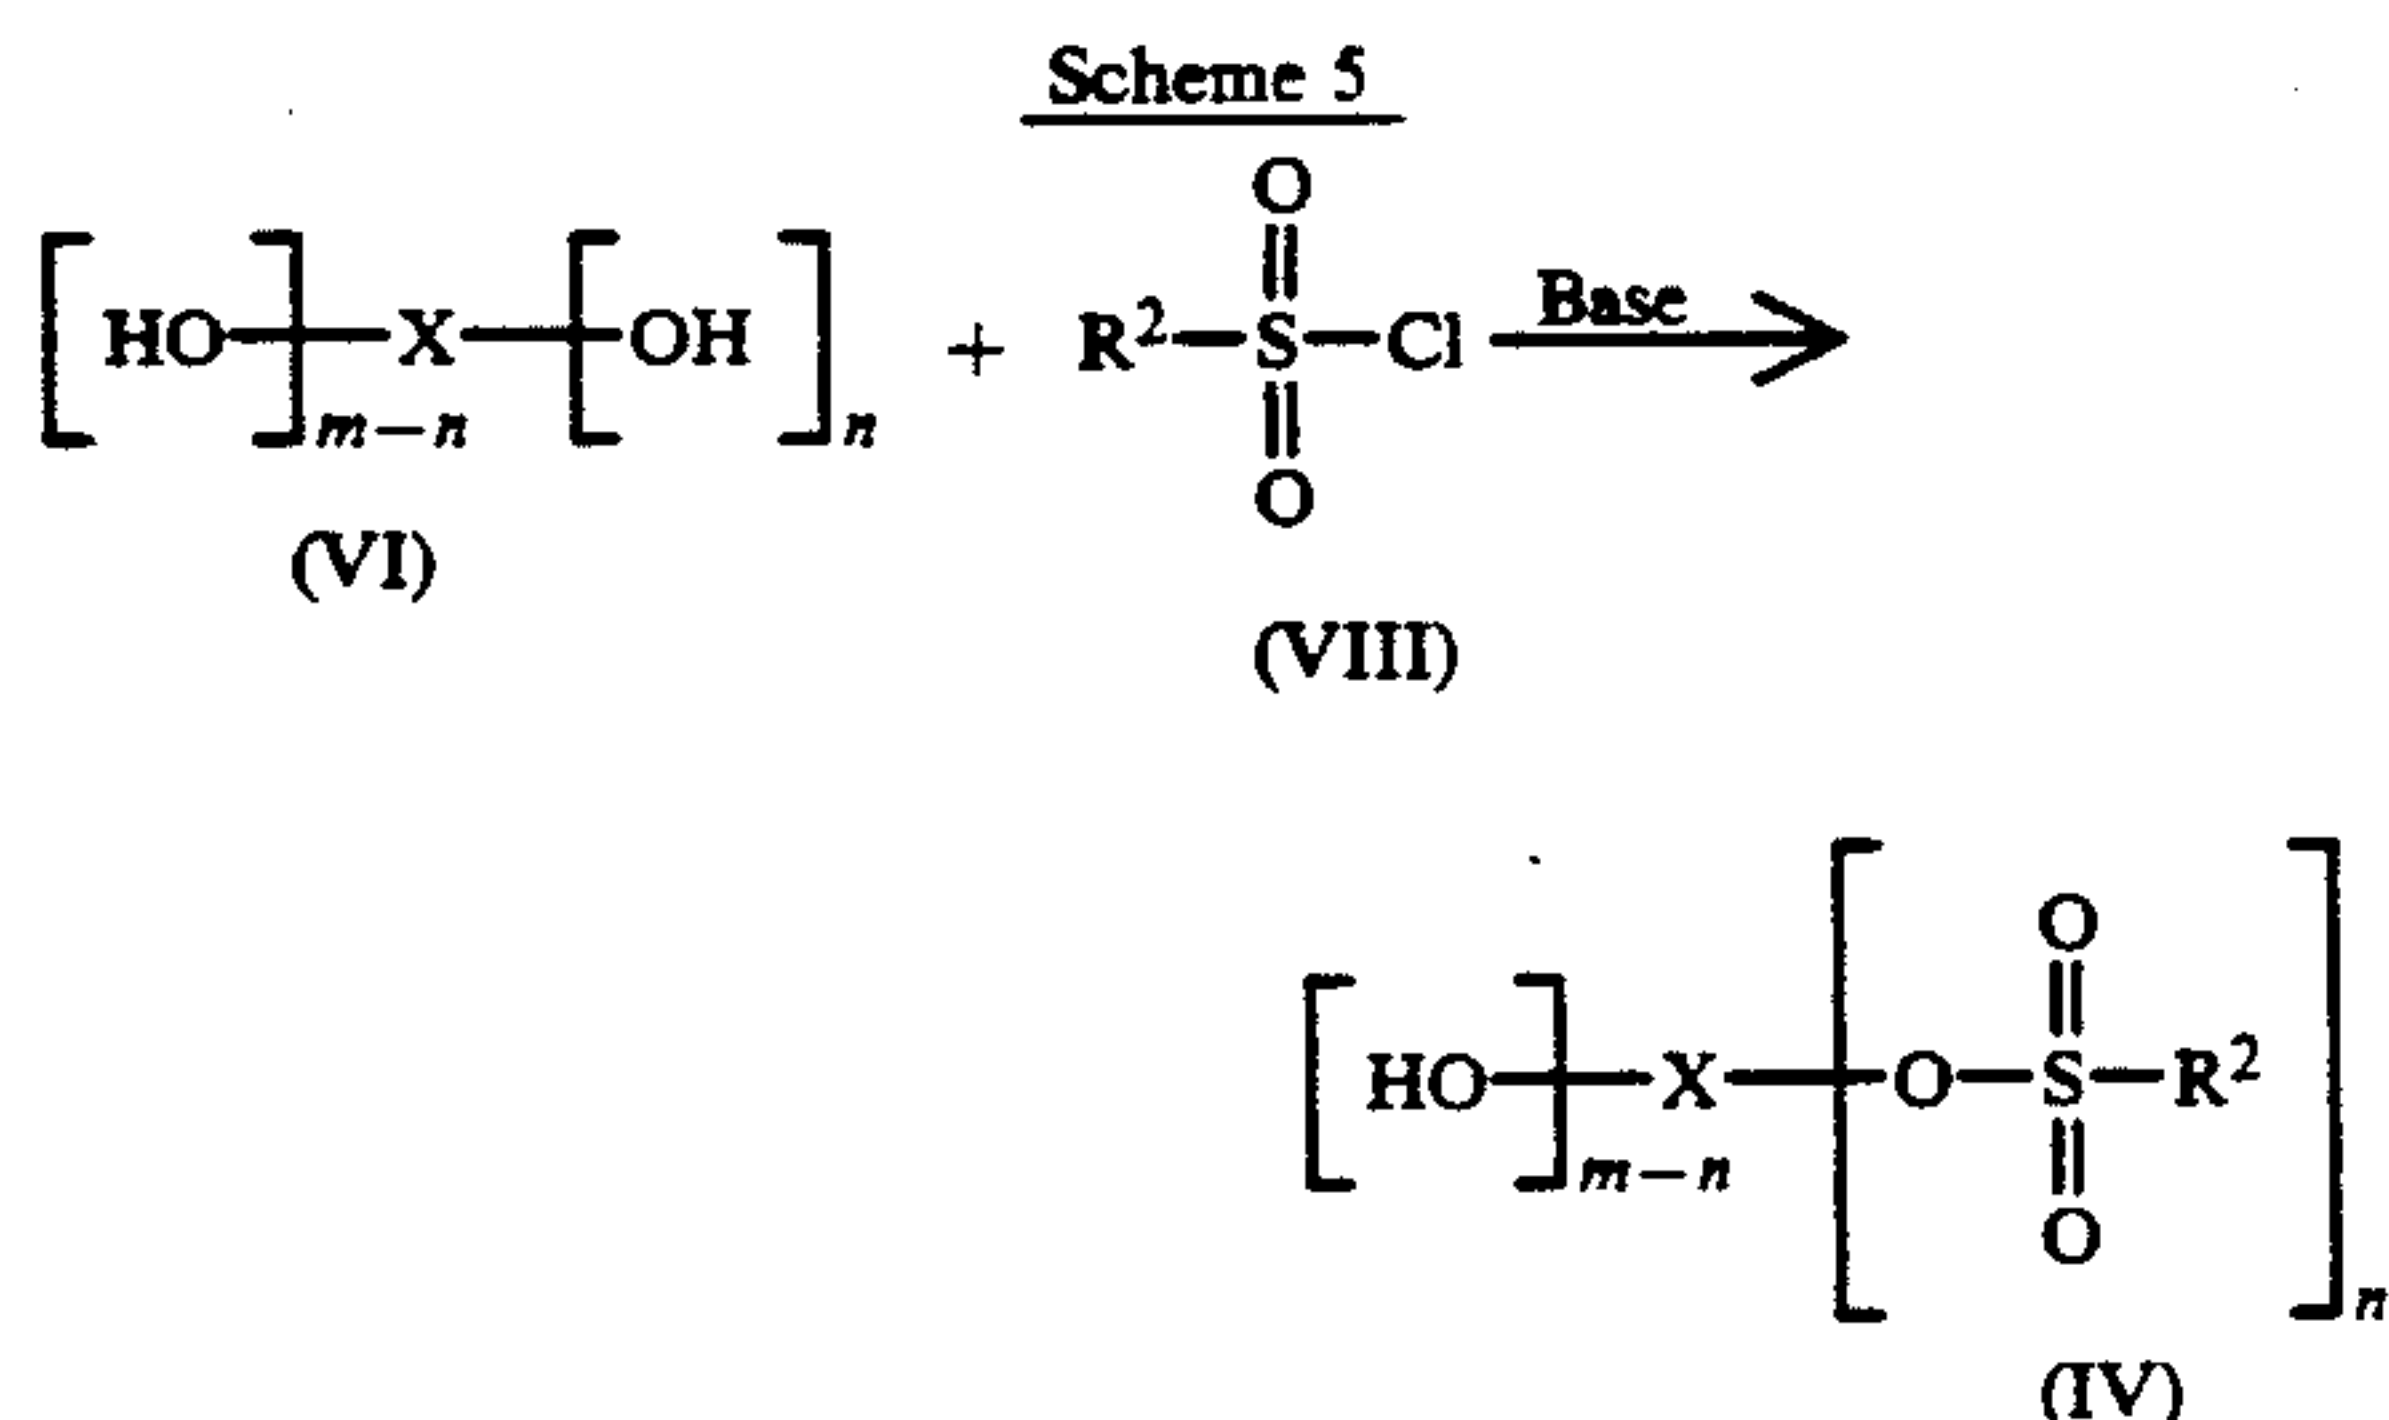 Scheme 5
O
HO X OH + R2 S Cl Base
m−n n
O
(VI)
(VIII)
O
HO X O S R2
m−n
O
n
(IV)